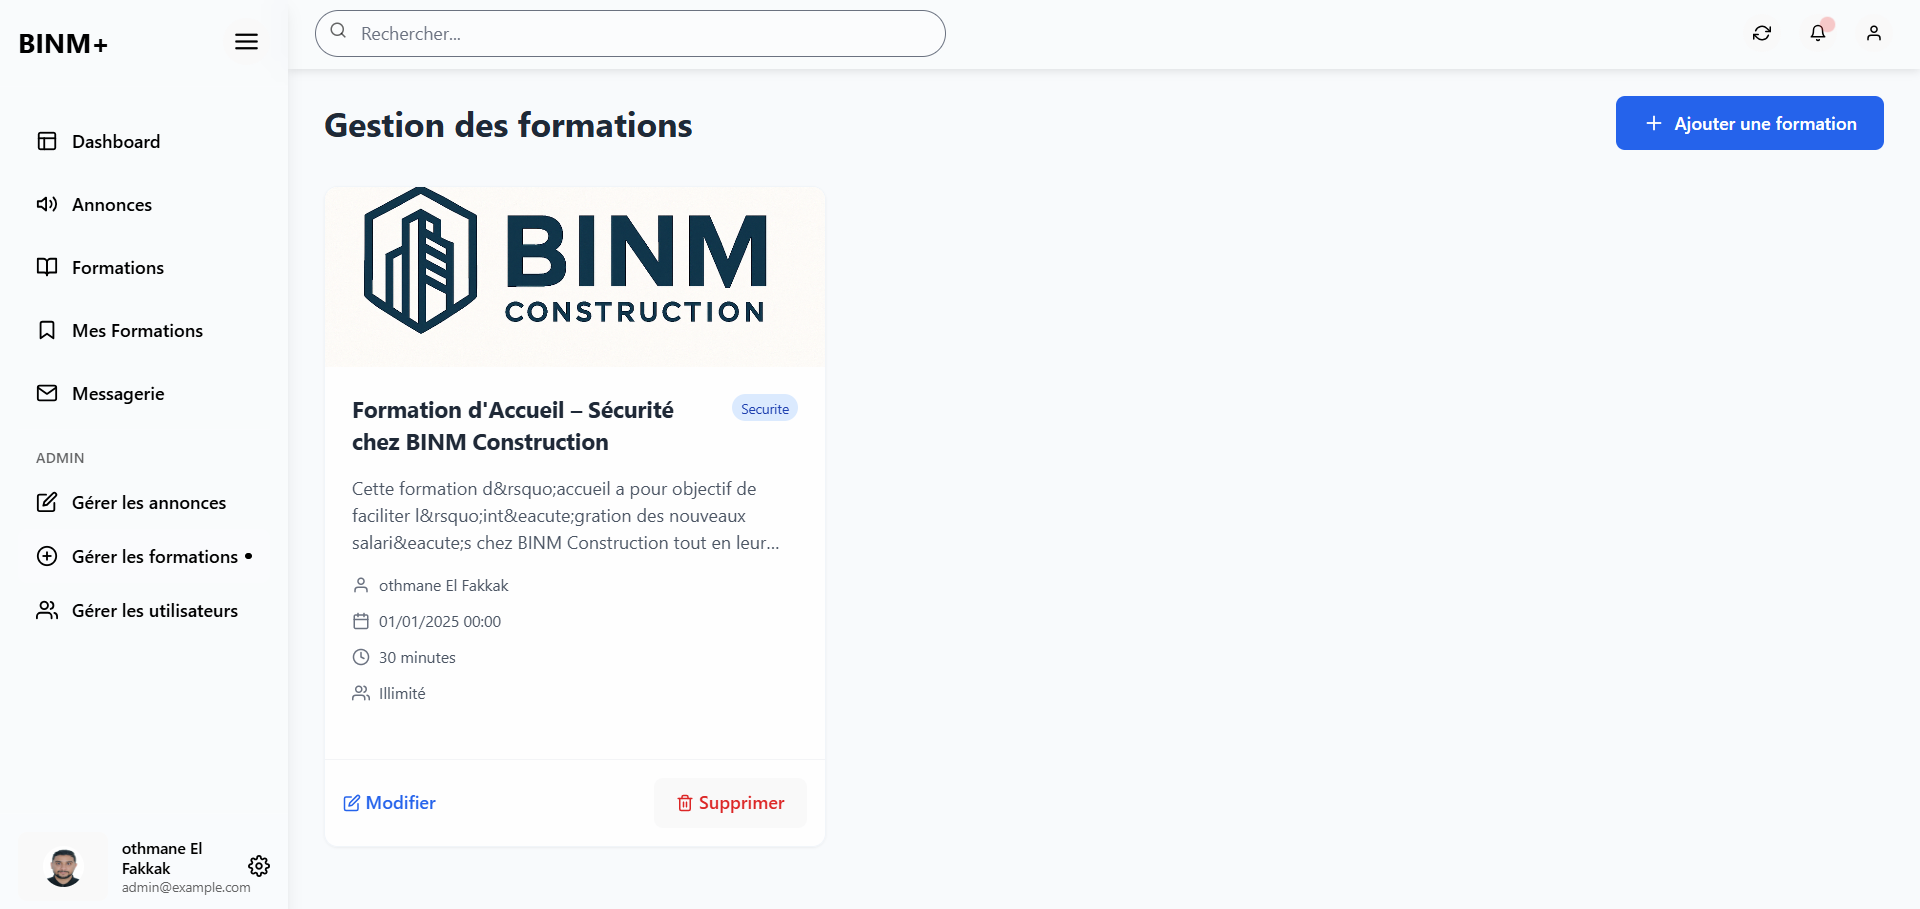 BINM+
Rechercher...
Dashboard
Annonces
Formations
Mes Formations
Messagerie
ADMIN
Gérer les annonces
Gérer les formations •
Gérer les utilisateurs
othmane El
Fakkak
admin@example.com
Gestion des formations
Ajouter une formation
BINM
CONSTRUCTION
Formation d'Accueil – Sécurité
chez BINM Construction
Securite
Cette formation d&rsquo;accueil a pour objectif de
faciliter l&rsquo;int&eacute;gration des nouveaux
salari&eacute;s chez BINM Construction tout en leur...
othmane El Fakkak
01/01/2025 00:00
30 minutes
Illimité
Modifier
Supprimer